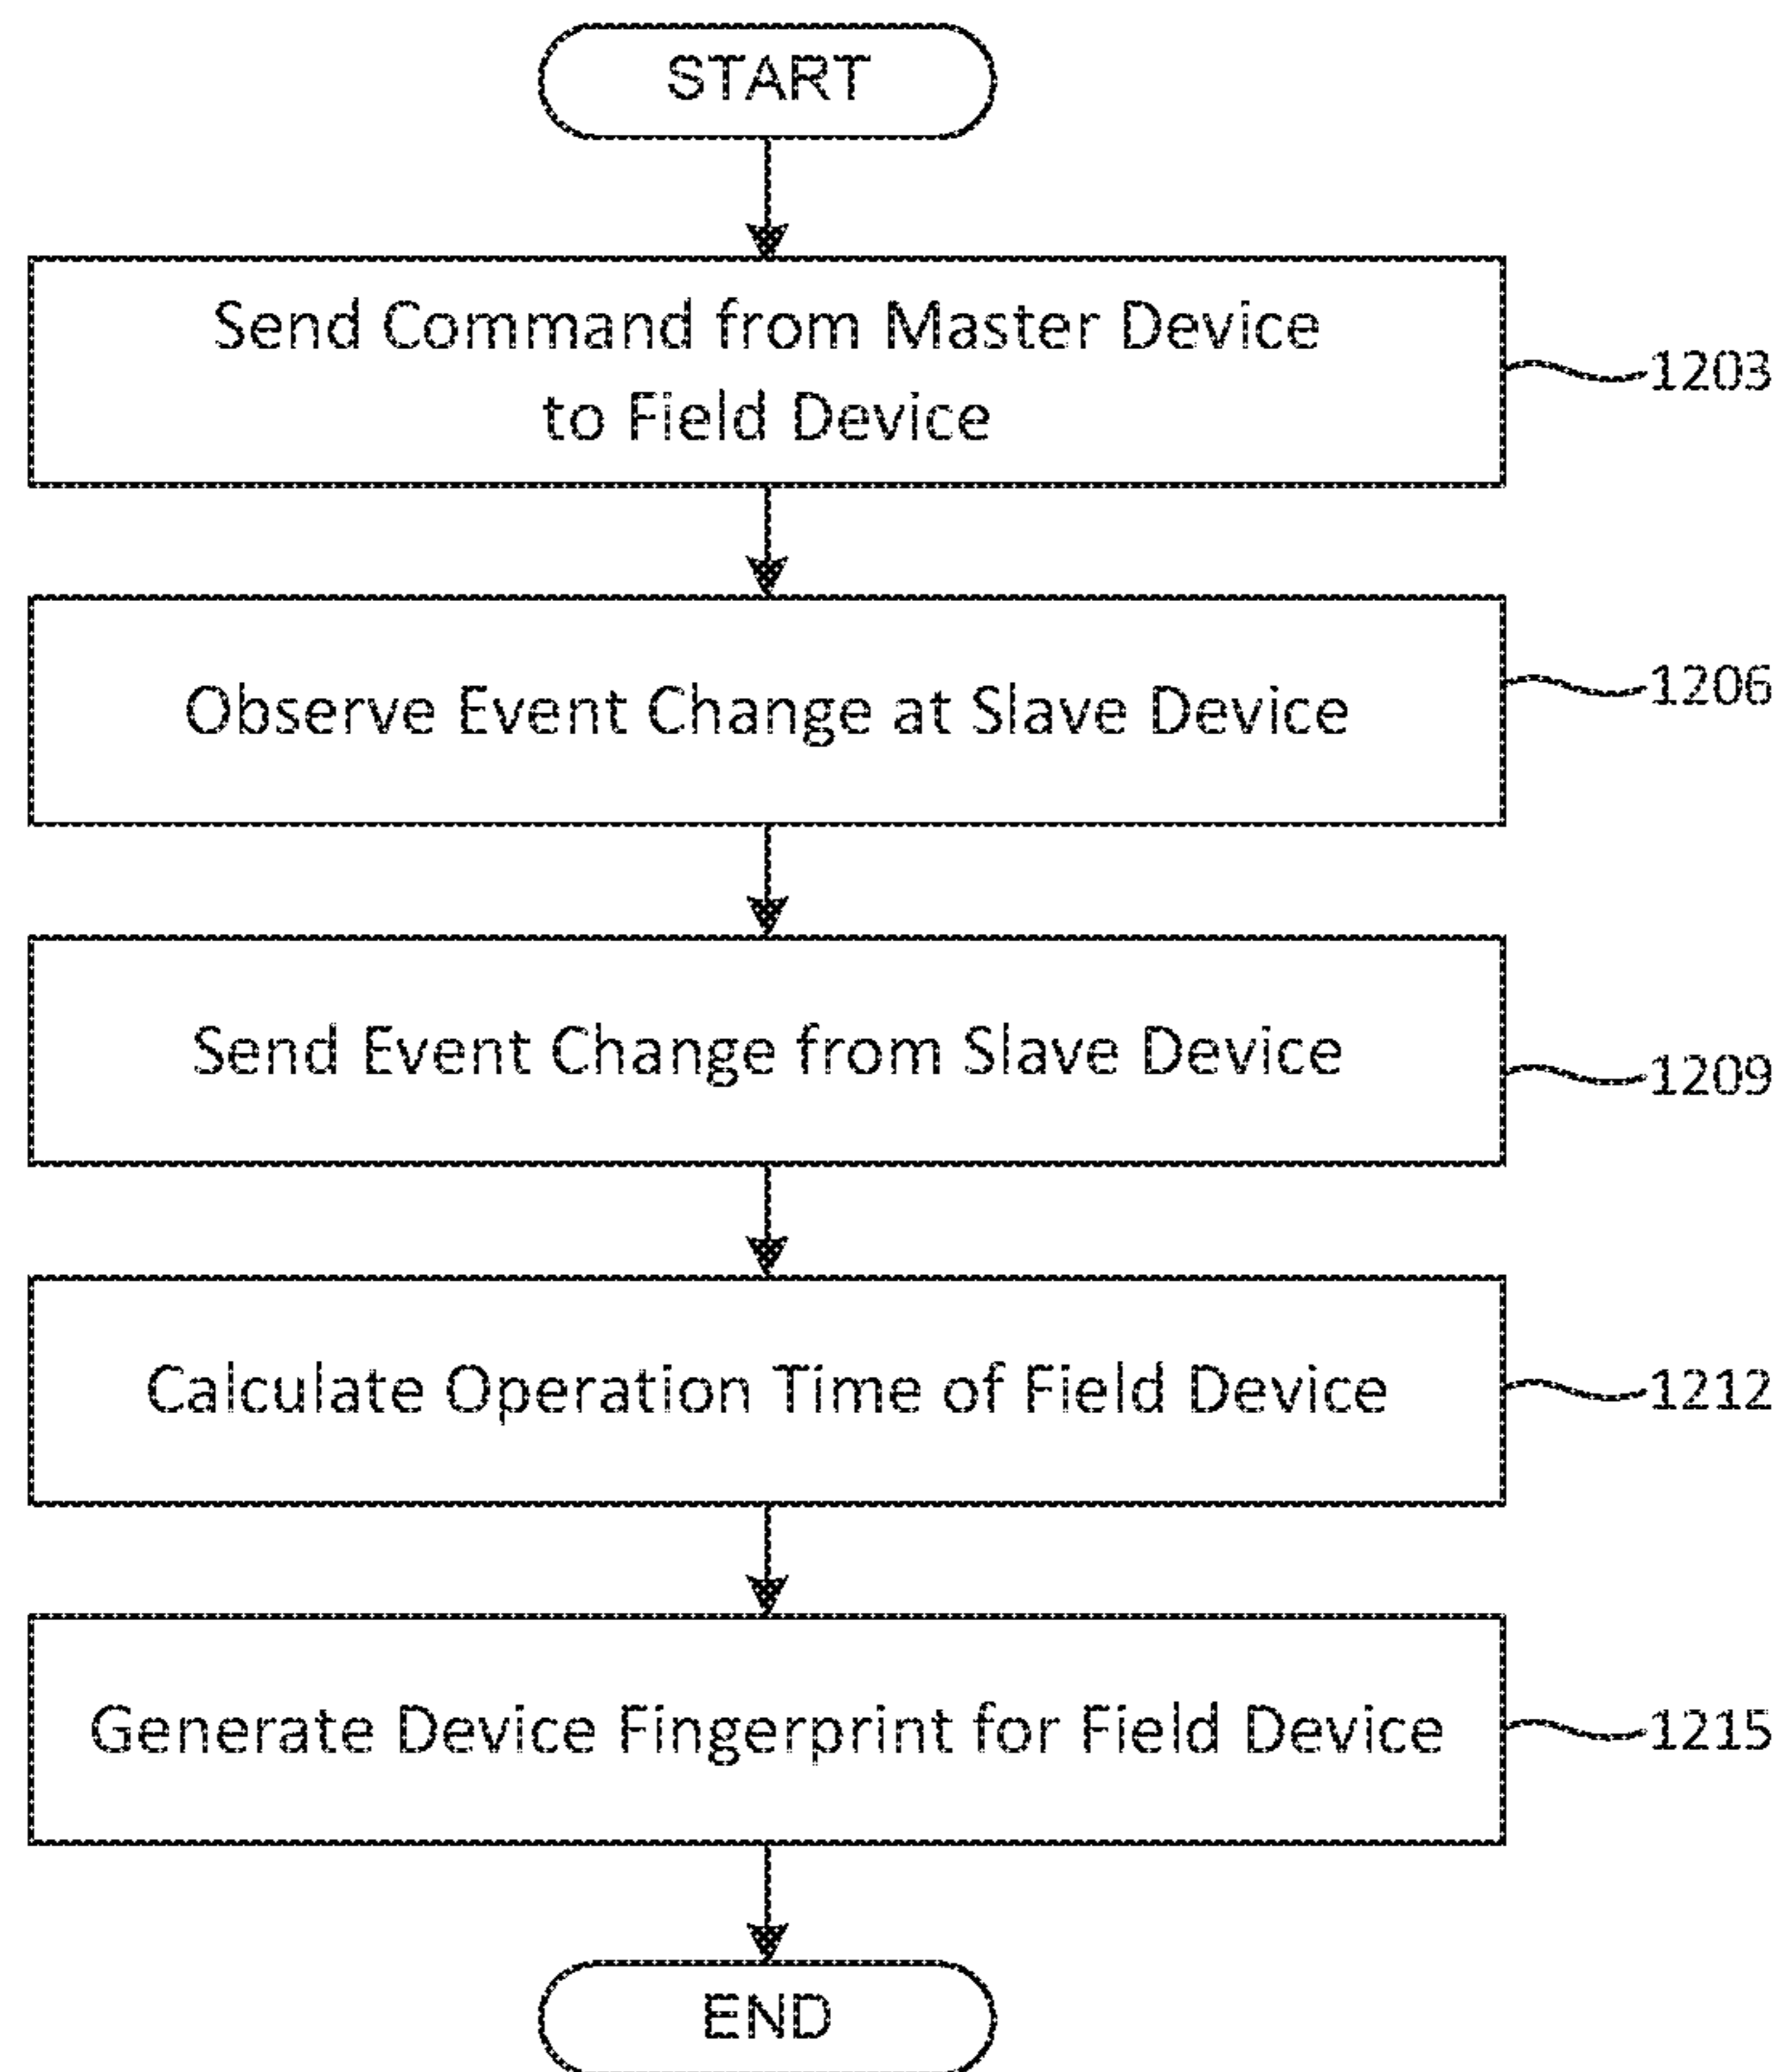 START
Send Command from Master Device
to Field Device
1203
Observe Event Change at Slave Device
1206
Send Event Change from Slave Device
1209
Calculate Operation Time of Field Device
1212
Generate Device Fingerprint for Field Device
1215
END